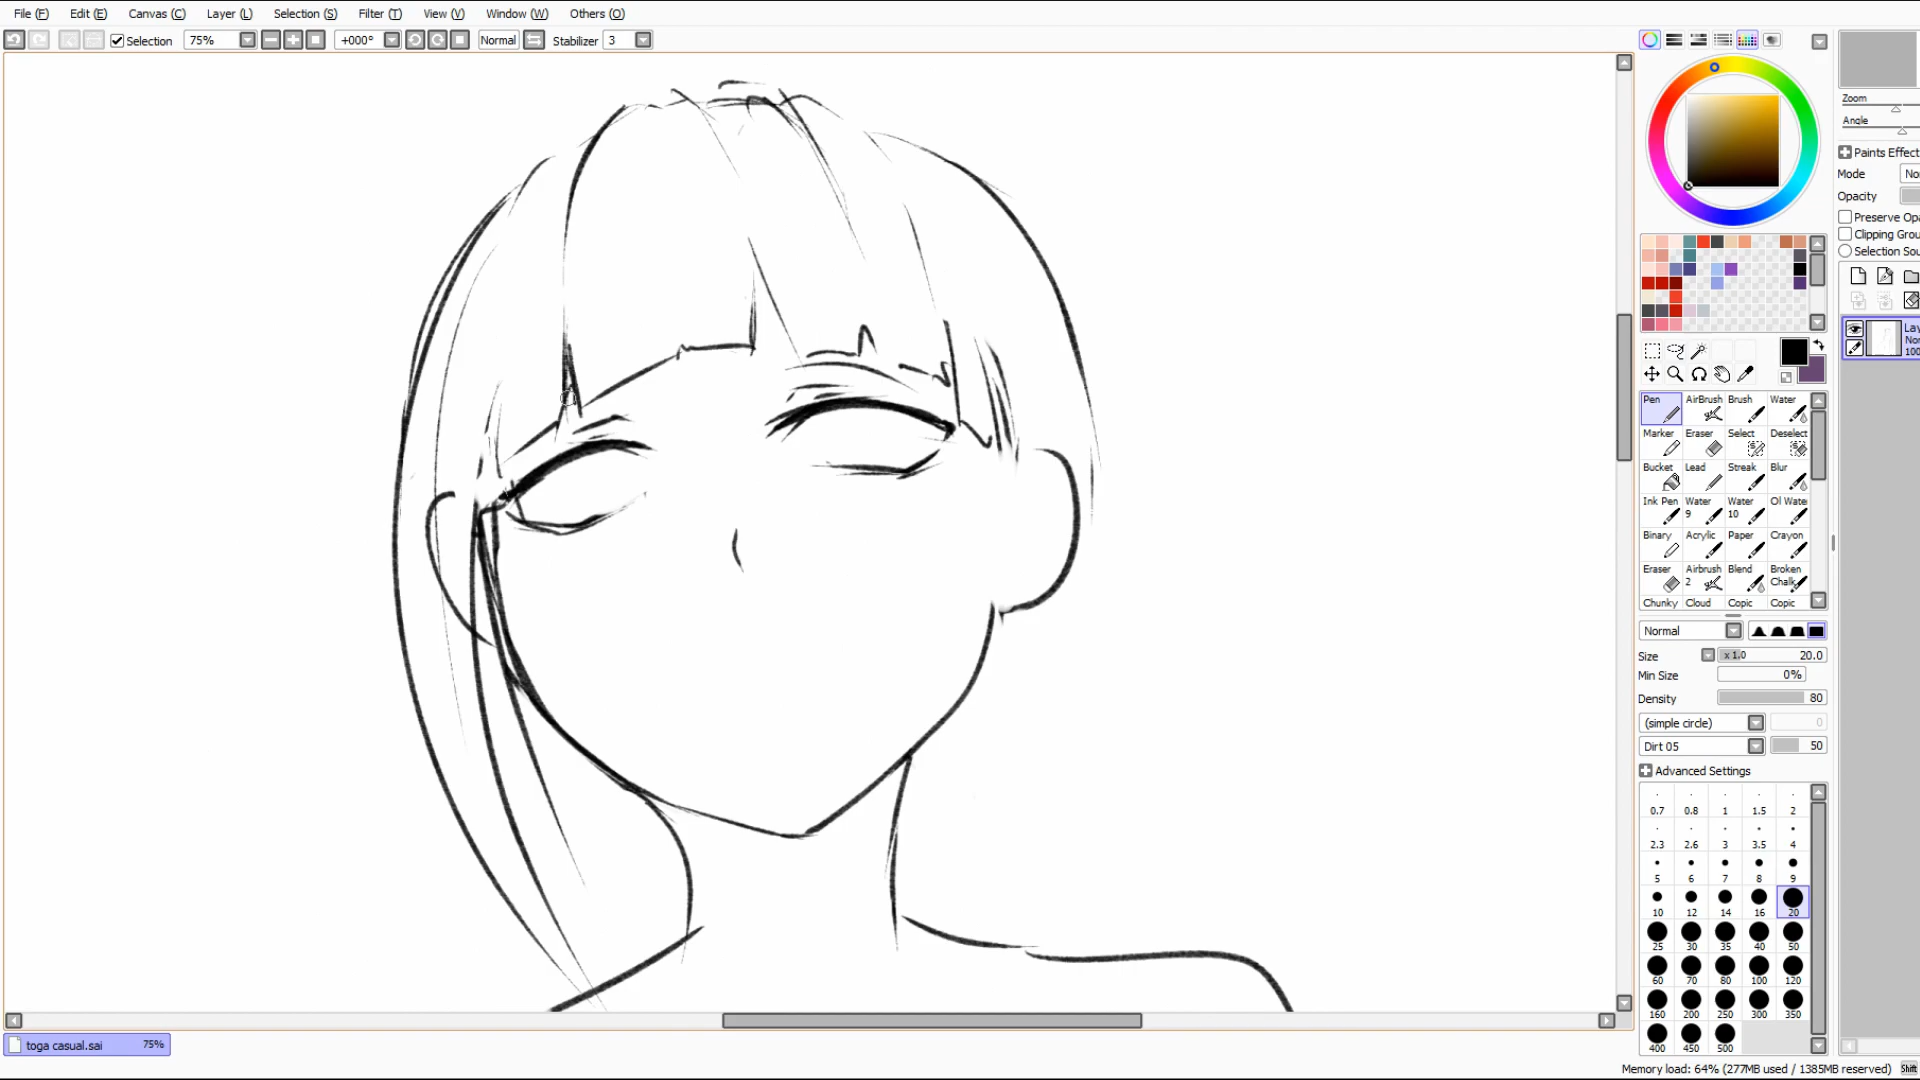 File (F) Edit (E) Canvas (C) Layer (L) Selection (S) Filter (T) View (V) Window (W) Others (O)
Selection 75% +000° Normal Stabilizer 3
Zoom
Angle
Paints Effect
Mode No
Opacity
Preserve Opa
Clipping Grou
Selection Sou
Lay
Nor
100
Pen AirBrush Brush Water
Marker Eraser Select Deselect
Bucket Lead Streak Blur
Ink Pen Water 9 Water 10 Ol Wate
Binary Acrylic Paper Crayon
Eraser Airbrush 2 Blend Broken Chalk
Chunky Cloud Copic Copic
Normal
Size x 1.0 20.0
Min Size 0%
Density 80
(simple circle) 0
Dirt 05 50
Advanced Settings
0.7 0.8 1 1.5 2
2.3 2.6 3 3.5 4
5 6 7 8 9
10 12 14 16 20
25 30 35 40 50
60 70 80 100 120
160 200 250 300 350
400 450 500
toga casual.sai 75%
Memory load: 64% (277MB used / 1385MB reserved) Shift